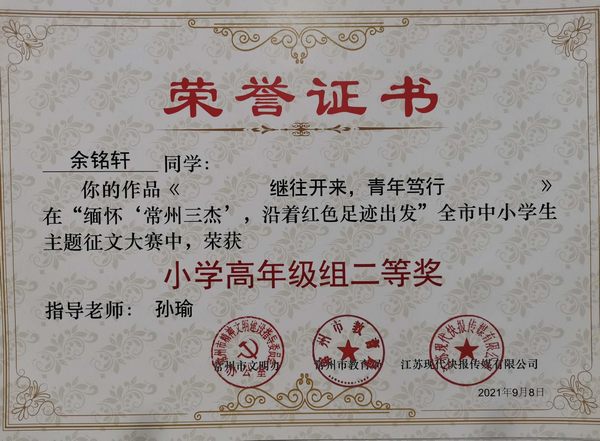 荣誉证书
余铭轩 同学：
你的作品《 继往开来，青年笃行 》
在“缅怀‘常州三杰’，沿着红色足迹出发”全市中小学生
主题征文大赛中，荣获
小学高年级组二等奖
指导老师： 孙瑜
常州市文明办 常州市教育局 江苏现代快报传媒有限公司
2021年9月8日